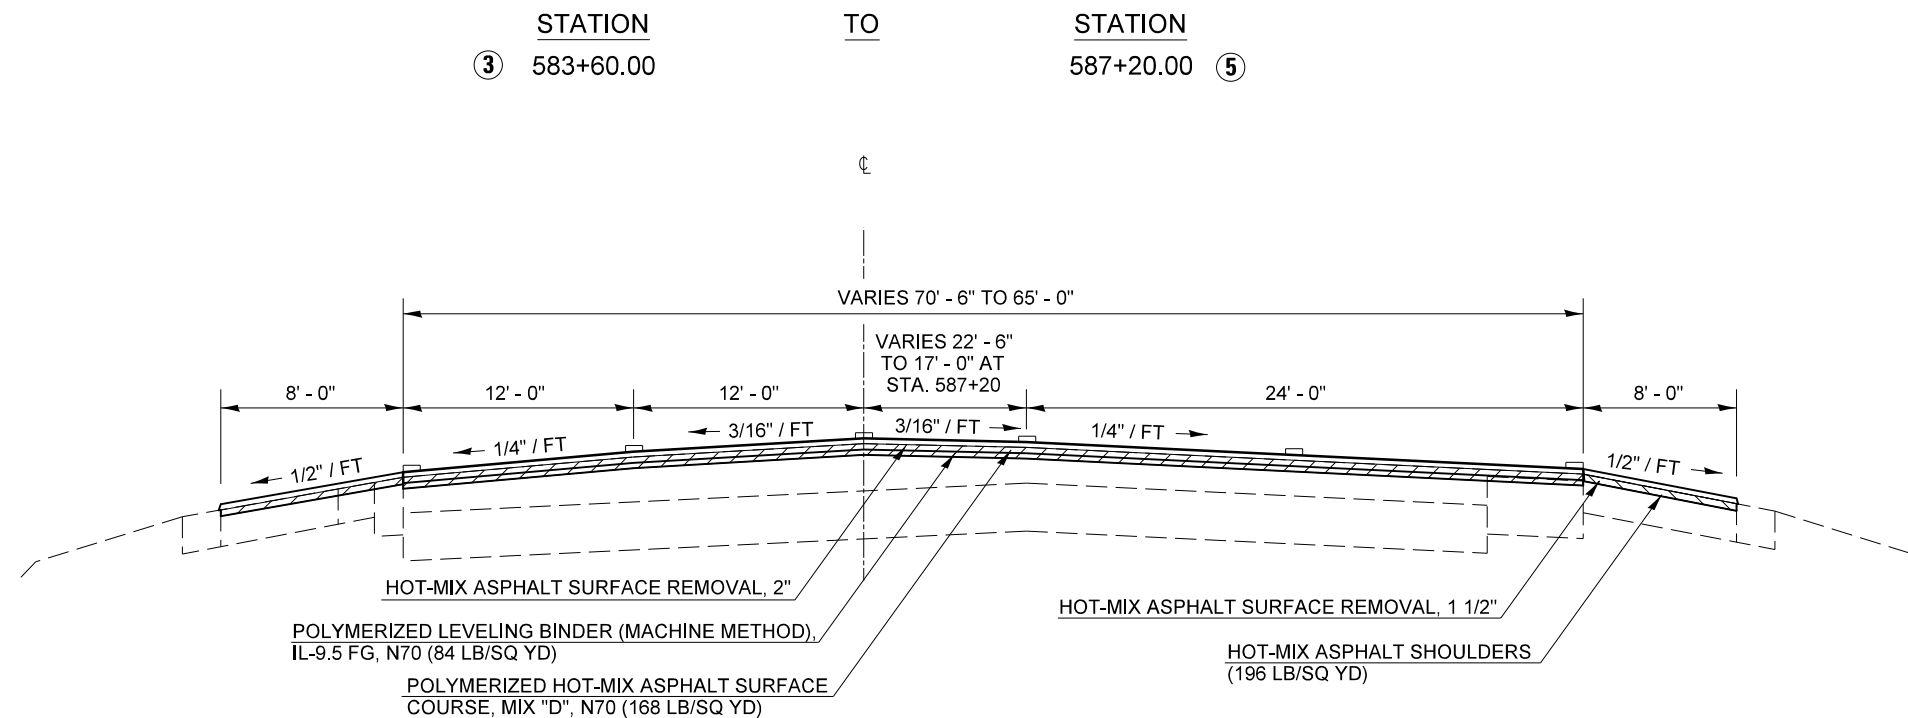 STATION TO STATION
3 583+60.00 587+20.00 5
℄
VARIES 70' - 6" TO 65' - 0"
VARIES 22' - 6"
TO 17' - 0" AT
STA. 587+20
8' - 0" 12' - 0" 12' - 0" 24' - 0" 8' - 0"
1/2" / FT 1/4" / FT 3/16" / FT 3/16" / FT 1/4" / FT 1/2" / FT
HOT-MIX ASPHALT SURFACE REMOVAL, 2"
POLYMERIZED LEVELING BINDER (MACHINE METHOD),
IL-9.5 FG, N70 (84 LB/SQ YD)
POLYMERIZED HOT-MIX ASPHALT SURFACE
COURSE, MIX "D", N70 (168 LB/SQ YD)
HOT-MIX ASPHALT SURFACE REMOVAL, 1 1/2"
HOT-MIX ASPHALT SHOULDERS
(196 LB/SQ YD)